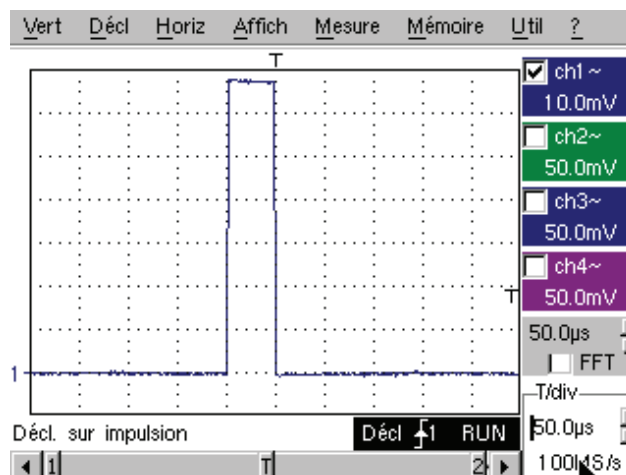 Vert Décl Horiz Affich Mesure Mémoire Util ?
T
ch1~
10.0mV
ch2~
50.0mV
ch3~
50.0mV
ch4~
50.0mV
T
50.0µs
FFT
1
T/div
50.0µs
Décl. sur impulsion
Décl 1 RUN
1 T 2